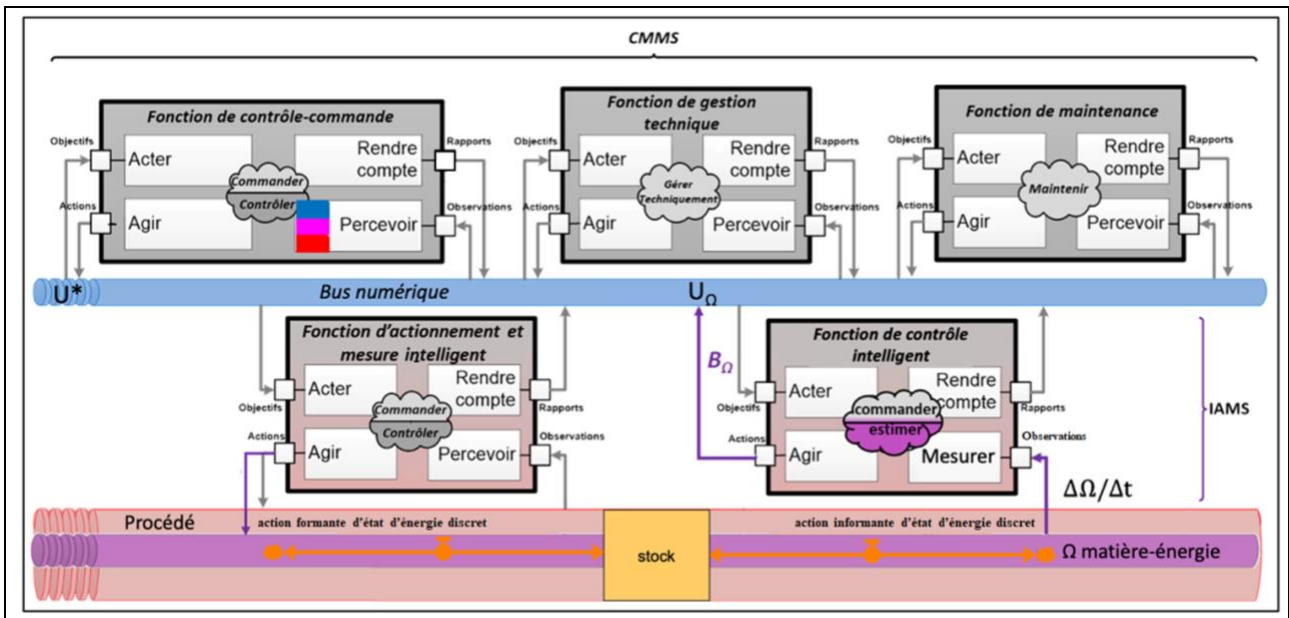 CMMS
Fonction de contrôle-commande
Objectifs
Acter
Rendre
compte
Rapports
Commander
Contrôler
Actions
Agir
Percevoir
Observations
Fonction de gestion
technique
Objectifs
Acter
Rendre
compte
Rapports
Gérer
Techniquement
Actions
Agir
Percevoir
Observations
Fonction de maintenance
Objectifs
Acter
Rendre
compte
Rapports
Maintenir
Actions
Agir
Percevoir
Observations
U*
Bus numérique
UΩ
Fonction d'actionnement et
mesure intelligent
Acter
Rendre
compte
Objectifs
Rapports
Commander
Contrôler
Actions
Agir
Percevoir
Observations
BΩ
Fonction de contrôle
intelligent
Acter
Rendre
compte
Objectifs
Rapports
commander
estimer
Actions
Agir
Mesurer
Observations
IAMS
ΔΩ/Δt
Procédé
action formante d'état d'énergie discret
stock
action informante d'état d'énergie discret
Ω matière-énergie